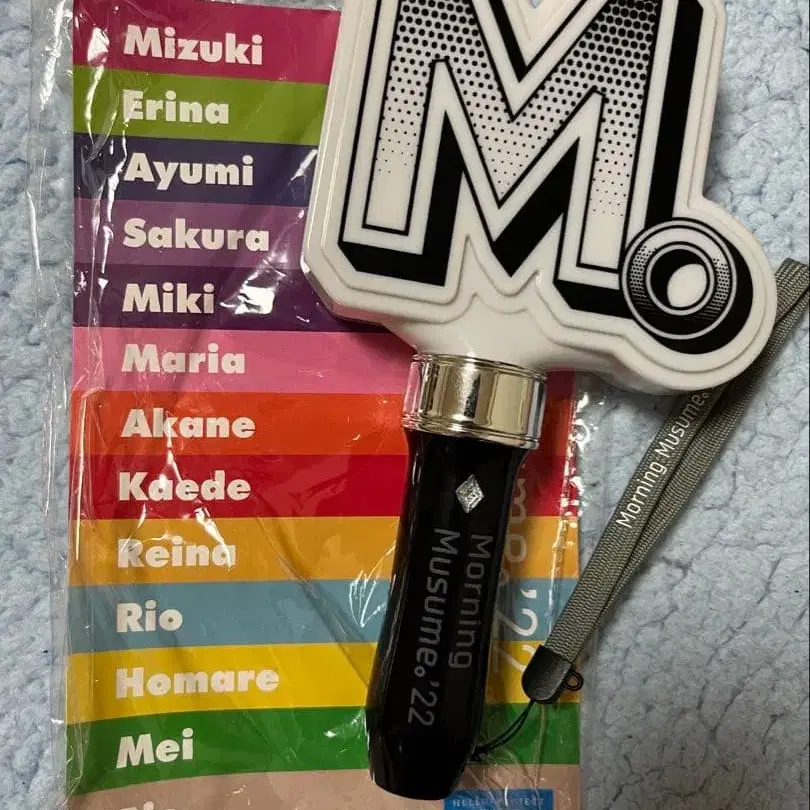 Mizuki
Erina
Ayumi
Sakura
Miki
Maria
Akane
Kaede
Reina
Rio
Homare
Mei
M.
Morning
Musume。'22
Morning Musume。